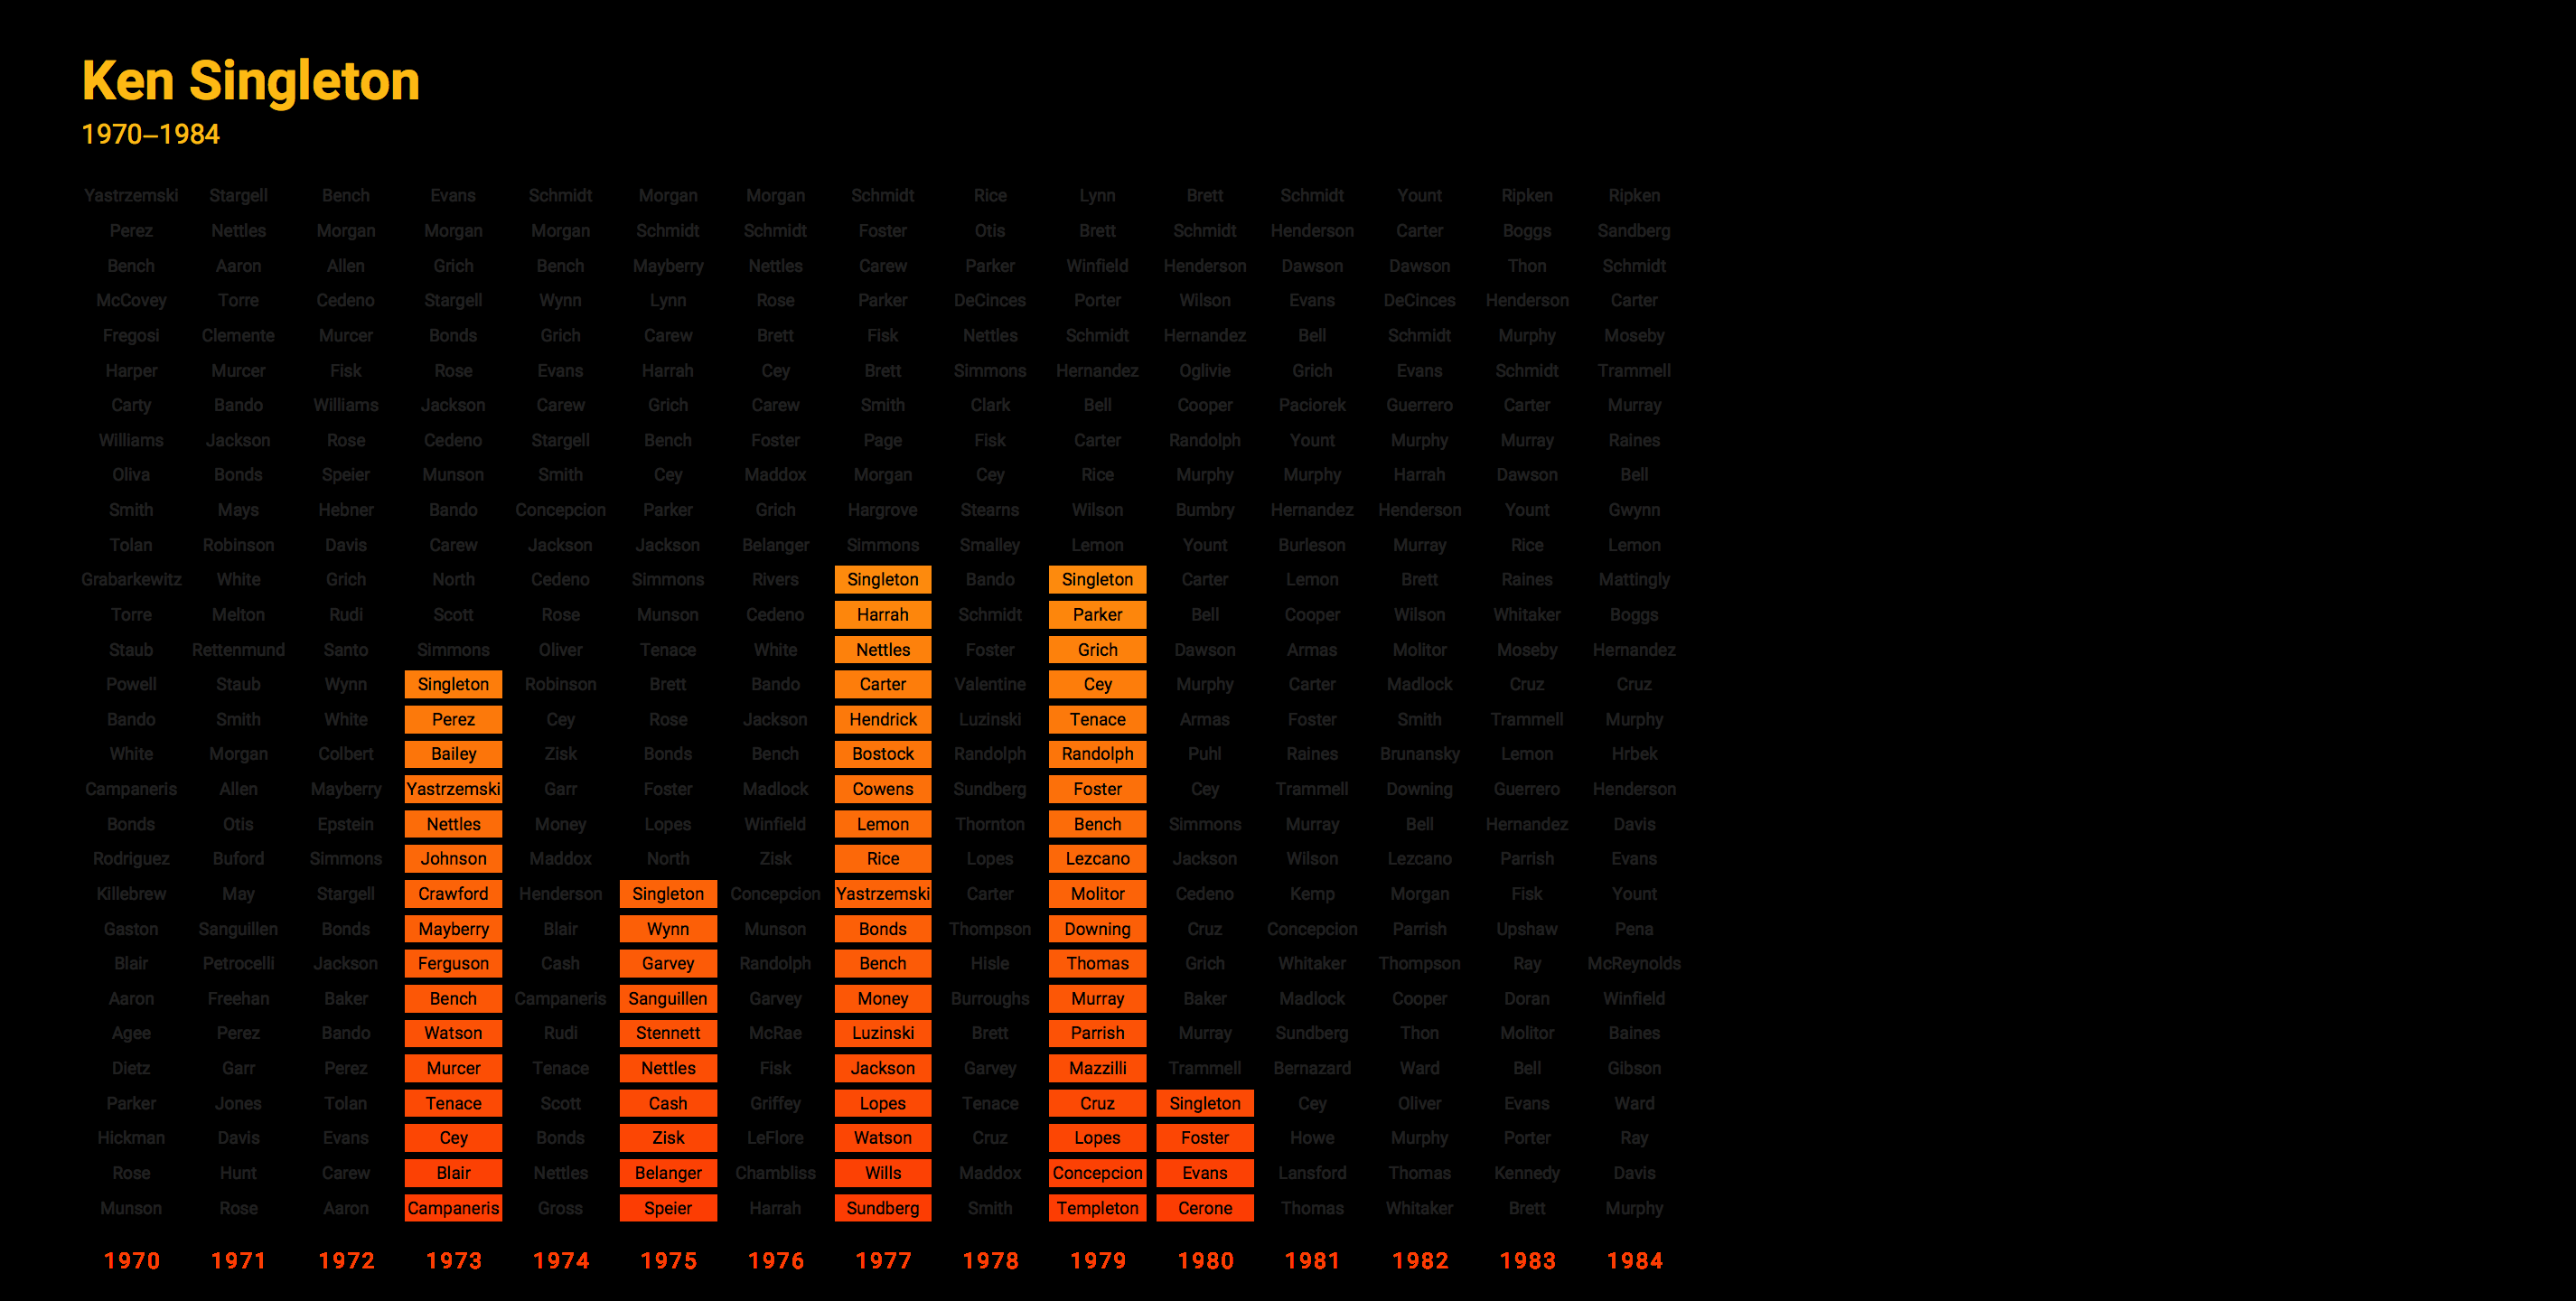 Ken Singleton
1970–1984
Yastrzemski Stargell Bench Evans Schmidt Morgan Morgan Schmidt Rice Lynn Brett Schmidt Yount Ripken Ripken
Perez Nettles Morgan Morgan Morgan Schmidt Schmidt Foster Otis Brett Schmidt Henderson Carter Boggs Sandberg
Bench Aaron Allen Grich Bench Mayberry Nettles Carew Parker Winfield Henderson Dawson Dawson Thon Schmidt
McCovey Torre Cedeno Stargell Wynn Lynn Rose Parker DeCinces Porter Wilson Evans DeCinces Henderson Carter
Fregosi Clemente Murcer Bonds Grich Carew Brett Fisk Nettles Schmidt Hernandez Bell Schmidt Murphy Moseby
Harper Murcer Fisk Rose Evans Harrah Cey Brett Simmons Hernandez Oglivie Grich Evans Schmidt Trammell
Carty Bando Williams Jackson Carew Grich Carew Smith Clark Bell Cooper Paciorek Guerrero Carter Murray
Williams Jackson Rose Cedeno Stargell Bench Foster Page Fisk Carter Randolph Yount Murphy Murray Raines
Oliva Bonds Speier Munson Smith Cey Maddox Morgan Cey Rice Murphy Murphy Harrah Dawson Bell
Smith Mays Hebner Bando Concepcion Parker Grich Hargrove Stearns Wilson Bumbry Hernandez Henderson Yount Gwynn
Tolan Robinson Davis Carew Jackson Jackson Belanger Simmons Smalley Lemon Yount Burleson Murray Rice Lemon
Grabarkewitz White Grich North Cedeno Simmons Rivers Singleton Bando Singleton Carter Lemon Brett Raines Mattingly
Torre Melton Rudi Scott Rose Munson Cedeno Harrah Schmidt Parker Bell Cooper Wilson Whitaker Boggs
Staub Rettenmund Santo Simmons Oliver Tenace White Nettles Foster Grich Dawson Armas Molitor Moseby Hernandez
Powell Staub Wynn Singleton Robinson Brett Bando Carter Valentine Cey Murphy Carter Madlock Cruz Cruz
Bando Smith White Perez Cey Rose Jackson Hendrick Luzinski Tenace Armas Foster Smith Trammell Murphy
White Morgan Colbert Bailey Zisk Bonds Bench Bostock Randolph Randolph Puhl Raines Brunansky Lemon Hrbek
Campaneris Allen Mayberry Yastrzemski Garr Foster Madlock Cowens Sundberg Foster Cey Trammell Downing Guerrero Henderson
Bonds Otis Epstein Nettles Money Lopes Winfield Lemon Thornton Bench Simmons Murray Bell Hernandez Davis
Rodriguez Buford Simmons Johnson Maddox North Zisk Rice Lopes Lezcano Jackson Wilson Lezcano Parrish Evans
Killebrew May Stargell Crawford Henderson Singleton Concepcion Yastrzemski Carter Molitor Cedeno Kemp Morgan Fisk Yount
Gaston Sanguillen Bonds Mayberry Blair Wynn Munson Bonds Thompson Downing Cruz Concepcion Parrish Upshaw Pena
Blair Petrocelli Jackson Ferguson Cash Garvey Randolph Bench Hisle Thomas Grich Whitaker Thompson Ray McReynolds
Aaron Freehan Baker Bench Campaneris Sanguillen Garvey Money Burroughs Murray Baker Madlock Cooper Doran Winfield
Agee Perez Bando Watson Rudi Stennett McRae Luzinski Brett Parrish Murray Sundberg Thon Molitor Baines
Dietz Garr Perez Murcer Tenace Nettles Fisk Jackson Garvey Mazzilli Trammell Bernazard Ward Bell Gibson
Parker Jones Tolan Tenace Scott Cash Griffey Lopes Tenace Cruz Singleton Cey Oliver Evans Ward
Hickman Davis Evans Cey Bonds Zisk LeFlore Watson Cruz Lopes Foster Howe Murphy Porter Ray
Rose Hunt Carew Blair Nettles Belanger Chambliss Wills Maddox Concepcion Evans Lansford Thomas Kennedy Davis
Munson Rose Aaron Campaneris Gross Speier Harrah Sundberg Smith Templeton Cerone Thomas Whitaker Brett Murphy
1970 1971 1972 1973 1974 1975 1976 1977 1978 1979 1980 1981 1982 1983 1984